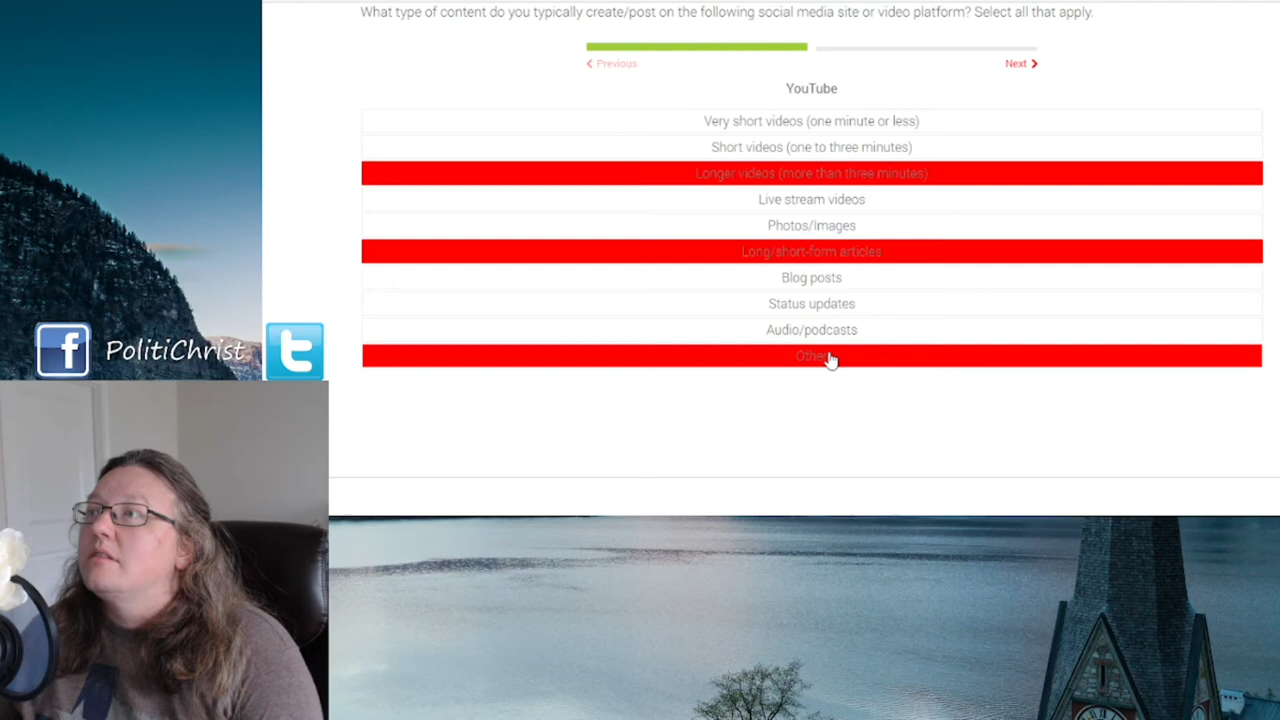 What type of content do you typically create/post on the following social media site or video platform? Select all that apply.
Previous
Next
YouTube
Very short videos (one minute or less)
Short videos (one to three minutes)
Longer videos (more than three minutes)
Live stream videos
Photos/Images
Long/short-form articles
Blog posts
Status updates
Audio/podcasts
Other
f PolitiChrist t